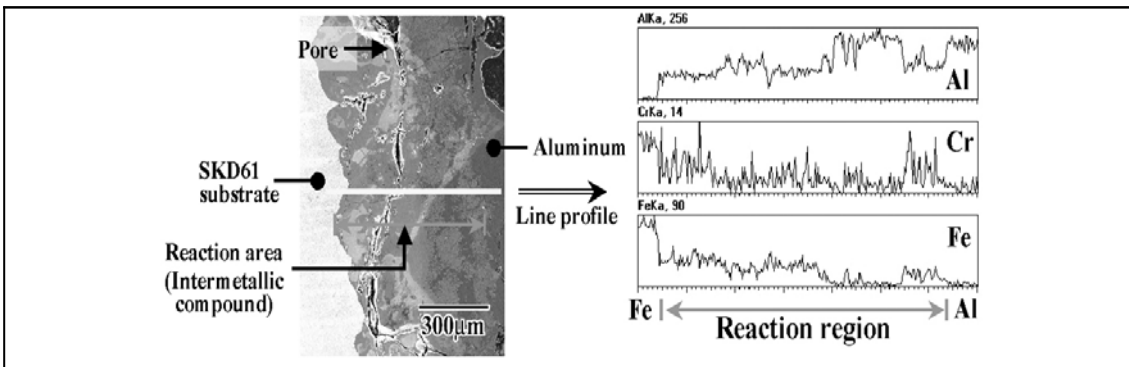 Pore
SKD61
substrate
Reaction area
(Intermetallic
compound)
300μm
Aluminum
Line profile
AlKa, 256
Al
CrKa, 14
Cr
FeKa, 90
Fe
Fe
Reaction region
Al